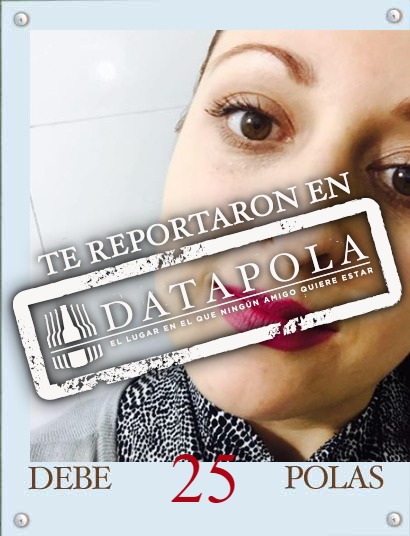 TE REPORTARON EN
DATAPOLA
EL LUGAR EN EL QUE NINGÚN AMIGO QUIERE ESTAR
DEBE 25 POLAS